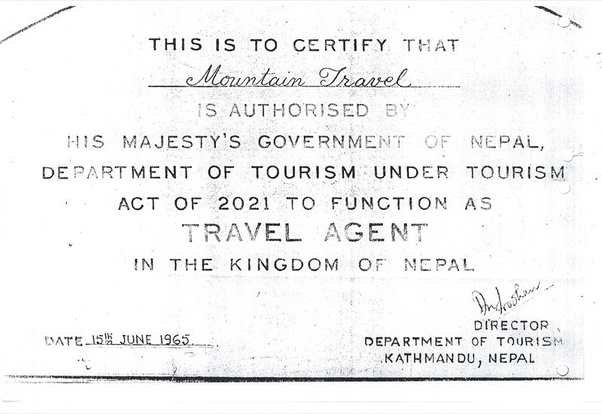 THIS IS TO CERTIFY THAT
Mountain Travel
IS AUTHORISED BY
HIS MAJESTY'S GOVERNMENT OF NEPAL,
DEPARTMENT OF TOURISM UNDER TOURISM
ACT OF 2021 TO FUNCTION AS
TRAVEL AGENT
IN THE KINGDOM OF NEPAL
DIRECTOR
DATE 15TH JUNE 1965
DEPARTMENT OF TOURISM
KATHMANDU, NEPAL